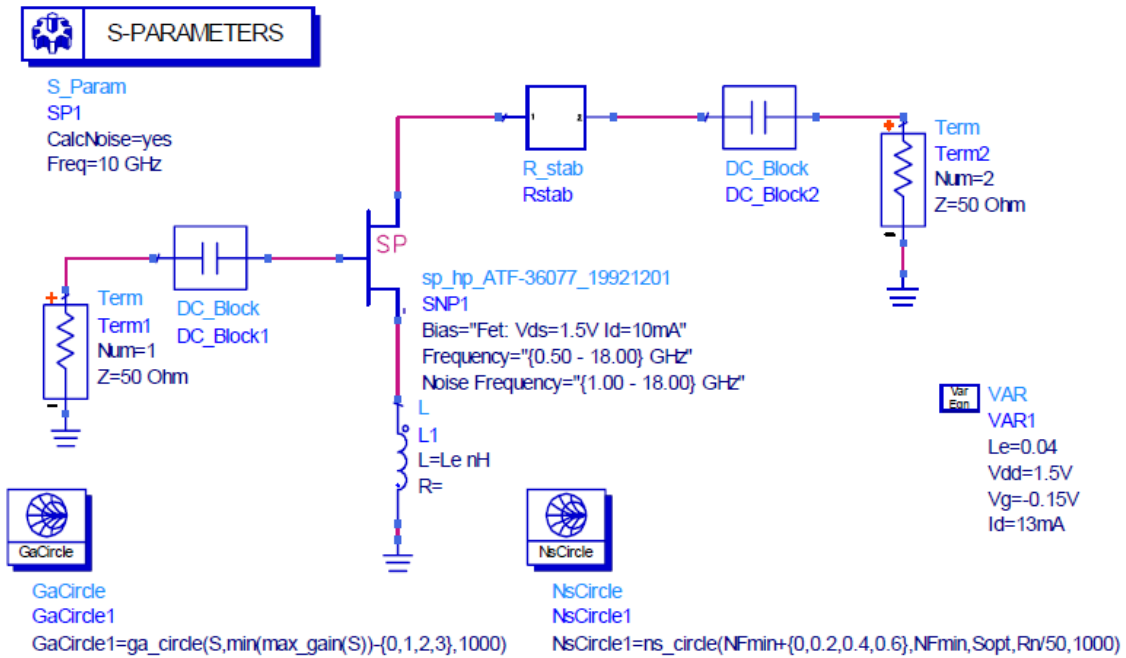 S-PARAMETERS
S_Param
SP1
CalcNoise=yes
Freq=10 GHz
1
2
R_stab
Rstab
DC_Block
DC_Block2
+
Term
Term2
Num=2
Z=50 Ohm
-
SP
DC_Block
DC_Block1
+
Term
Term1
Num=1
Z=50 Ohm
-
sp_hp_ATF-36077_19921201
SNP1
Bias="Fet: Vds=1.5V Id=10mA"
Frequency="{0.50 - 18.00} GHz"
Noise Frequency="{1.00 - 18.00} GHz"
L
L1
L=Le nH
R=
Var
Eqn
VAR
VAR1
Le=0.04
Vdd=1.5V
Vg=-0.15V
Id=13mA
GaCircle
GaCircle
GaCircle1
GaCircle1=ga_circle(S,min(max_gain(S))-{0,1,2,3},1000)
NsCircle
NsCircle
NsCircle1
NsCircle1=ns_circle(NFmin+{0,0.2,0.4,0.6},NFmin,Sopt,Rn/50,1000)